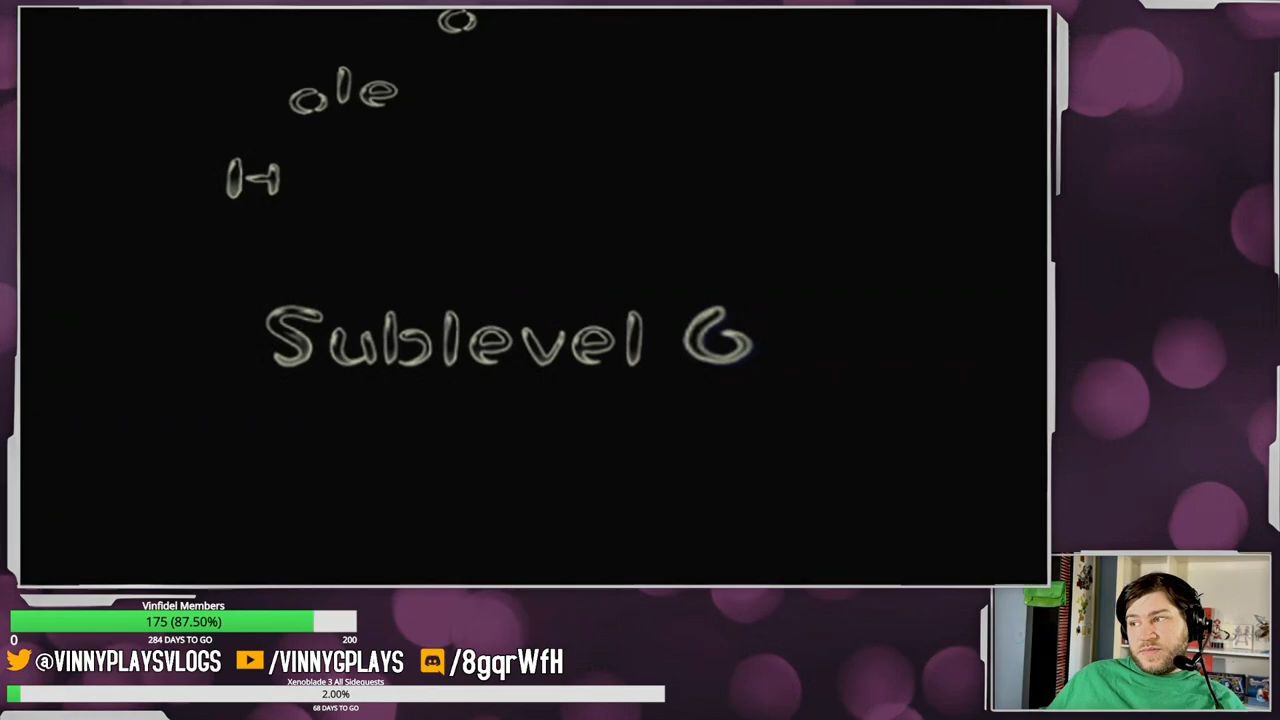 o
ole
H
Sublevel 6
Vinfidel Members
175 (87.50%)
0 284 DAYS TO GO 200
@VINNYPLAYSVLOGS /VINNYGPLAYS /8gqrWfH
Xenoblade 3 All Sidequests
2.00%
68 DAYS TO GO